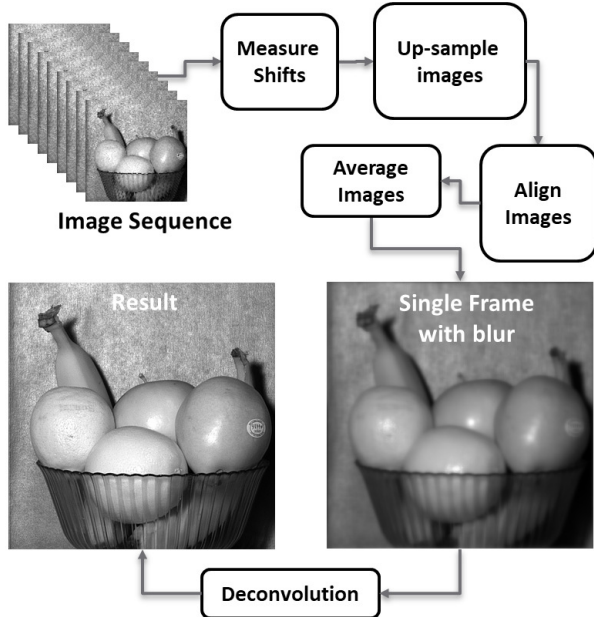 Measure
Shifts
Up-sample
images
Average
Images
Align
Images
Image Sequence
Result
Single Frame
with blur
Deconvolution